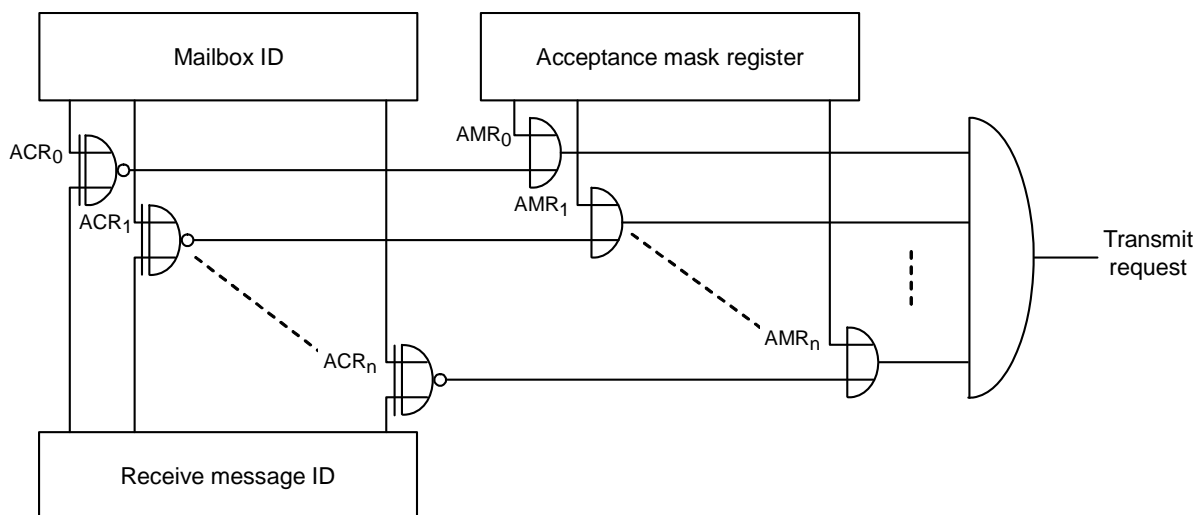 Mailbox ID
Acceptance mask register
ACR0
AMR0
ACR1
AMR1
Transmit
request
ACRn
AMRn
Receive message ID